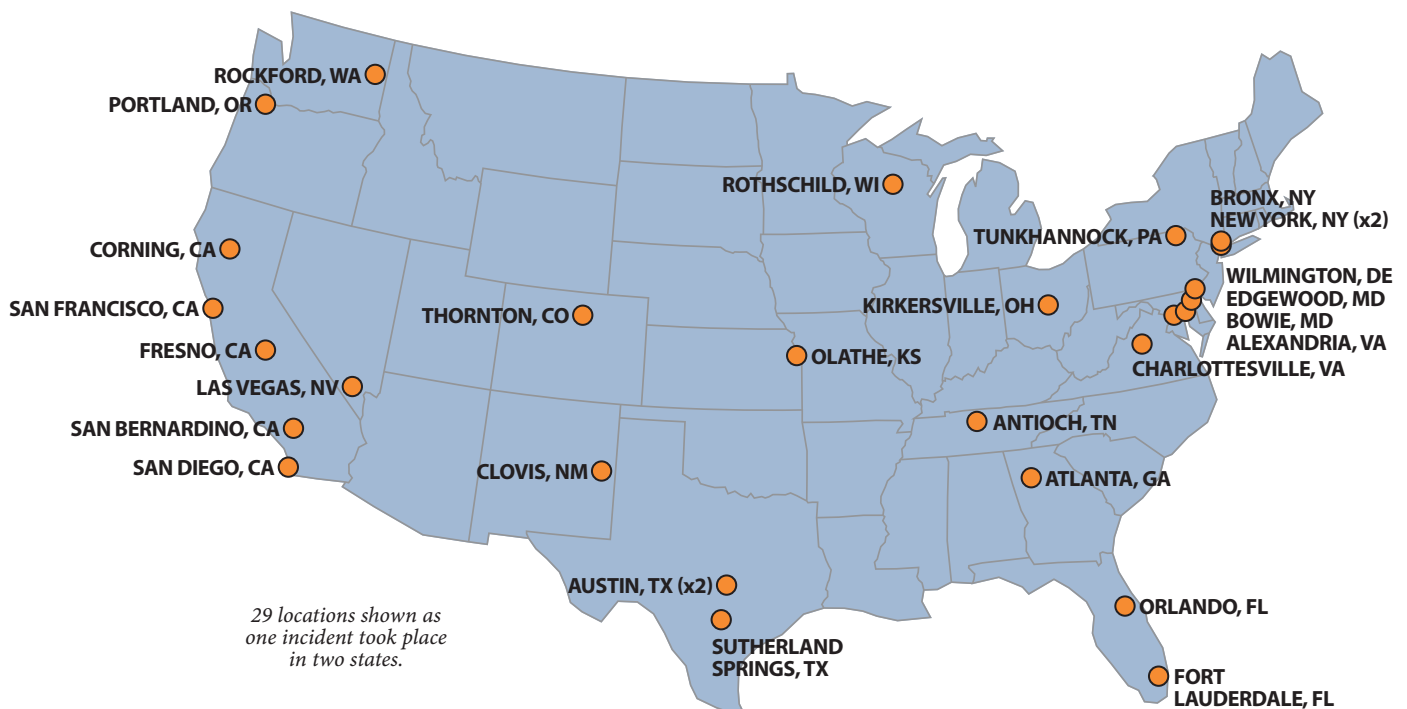 ROCKFORD, WA
PORTLAND, OR
ROTHSCHILD, WI
BRONX, NY
NEW YORK, NY (x2)
TUNKHANNOCK, PA
CORNING, CA
WILMINGTON, DE
EDGEWOOD, MD
BOWIE, MD
ALEXANDRIA, VA
CHARLOTTESVILLE, VA
SAN FRANCISCO, CA
THORNTON, CO
KIRKERSVILLE, OH
FRESNO, CA
OLATHE, KS
LAS VEGAS, NV
SAN BERNARDINO, CA
ANTIOCH, TN
SAN DIEGO, CA
CLOVIS, NM
ATLANTA, GA
AUSTIN, TX (x2)
ORLANDO, FL
29 locations shown as
one incident took place
in two states.
SUTHERLAND
SPRINGS, TX
FORT
LAUDERDALE, FL